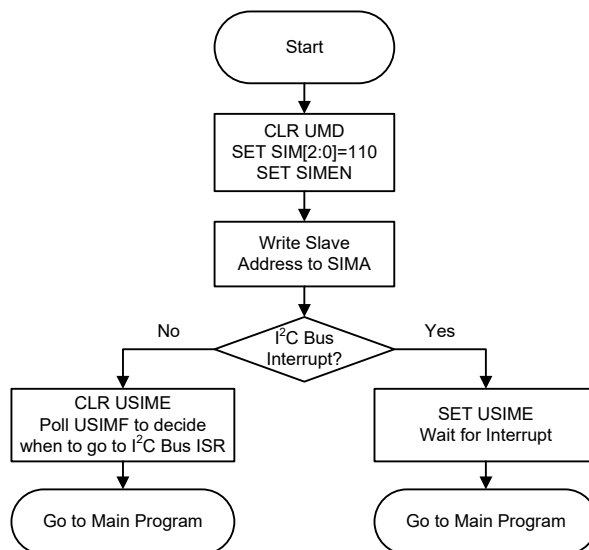 Start
CLR UMD
SET SIM[2:0]=110
SET SIMEN
Write Slave
Address to SIMA
No
I²C Bus
Interrupt?
Yes
CLR USIME
Poll USIMF to decide
when to go to I²C Bus ISR
SET USIME
Wait for Interrupt
Go to Main Program
Go to Main Program